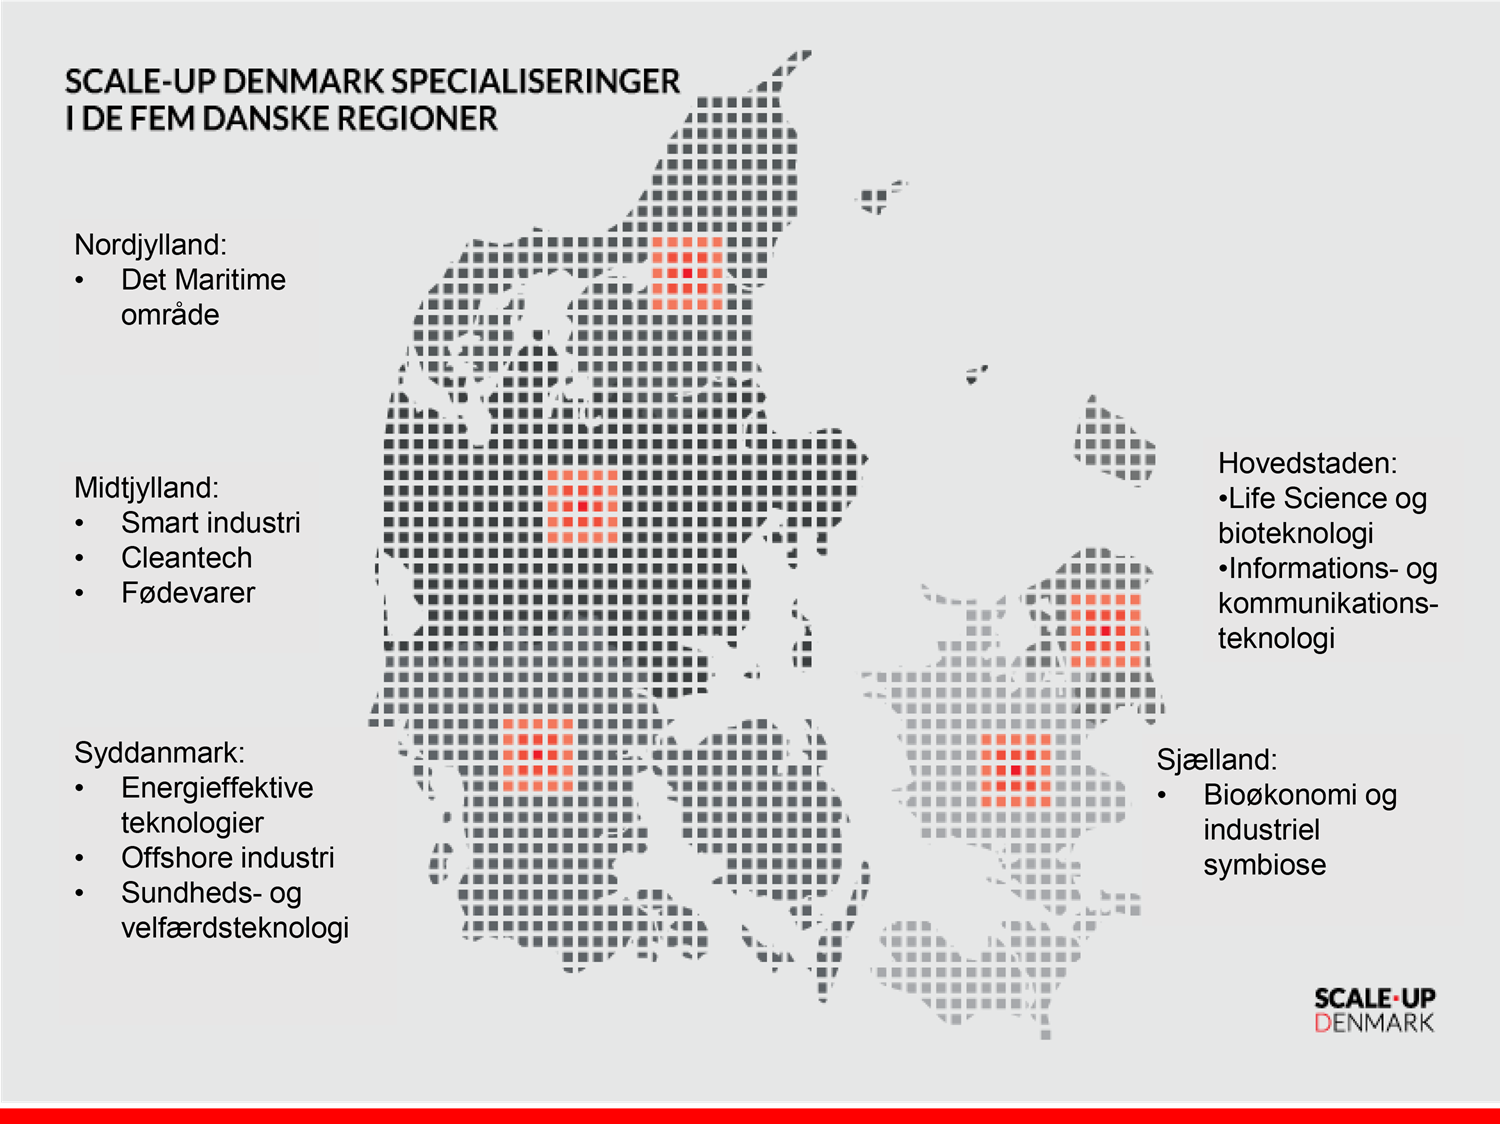 SCALE-UP DENMARK SPECIALISERINGER
I DE FEM DANSKE REGIONER
Nordjylland:
• Det Maritime
område
Midtjylland:
• Smart industri
• Cleantech
• Fødevarer
Syddanmark:
• Energieffektive
teknologier
• Offshore industri
• Sundheds- og
velfærdsteknologi
Hovedstaden:
•Life Science og
bioteknologi
•Informations- og
kommunikations-
teknologi
Sjælland:
• Bioøkonomi og
industriel
symbiose
SCALE·UP
DENMARK